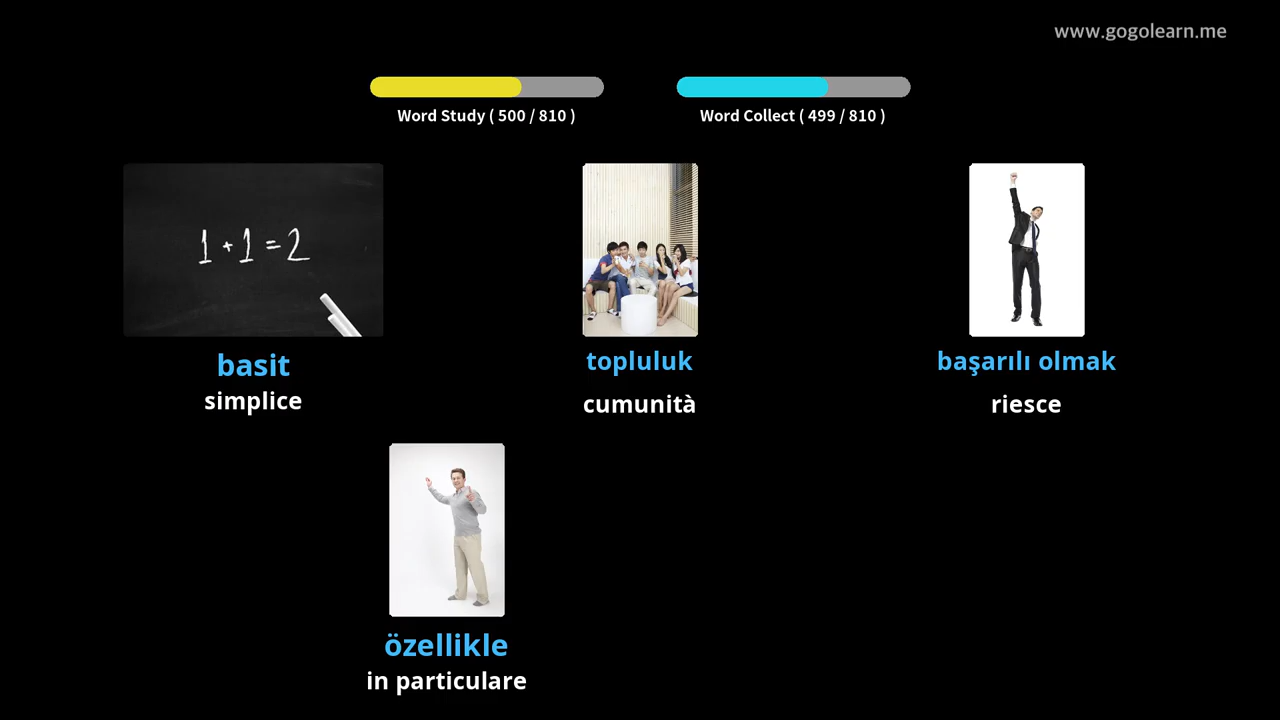 www.gogolearn.me
Word Study ( 500 / 810 )
Word Collect ( 499 / 810 )
1 + 1 = 2
basit
simplice
topluluk
cumunità
başarılı olmak
riesce
özellikle
in particulare